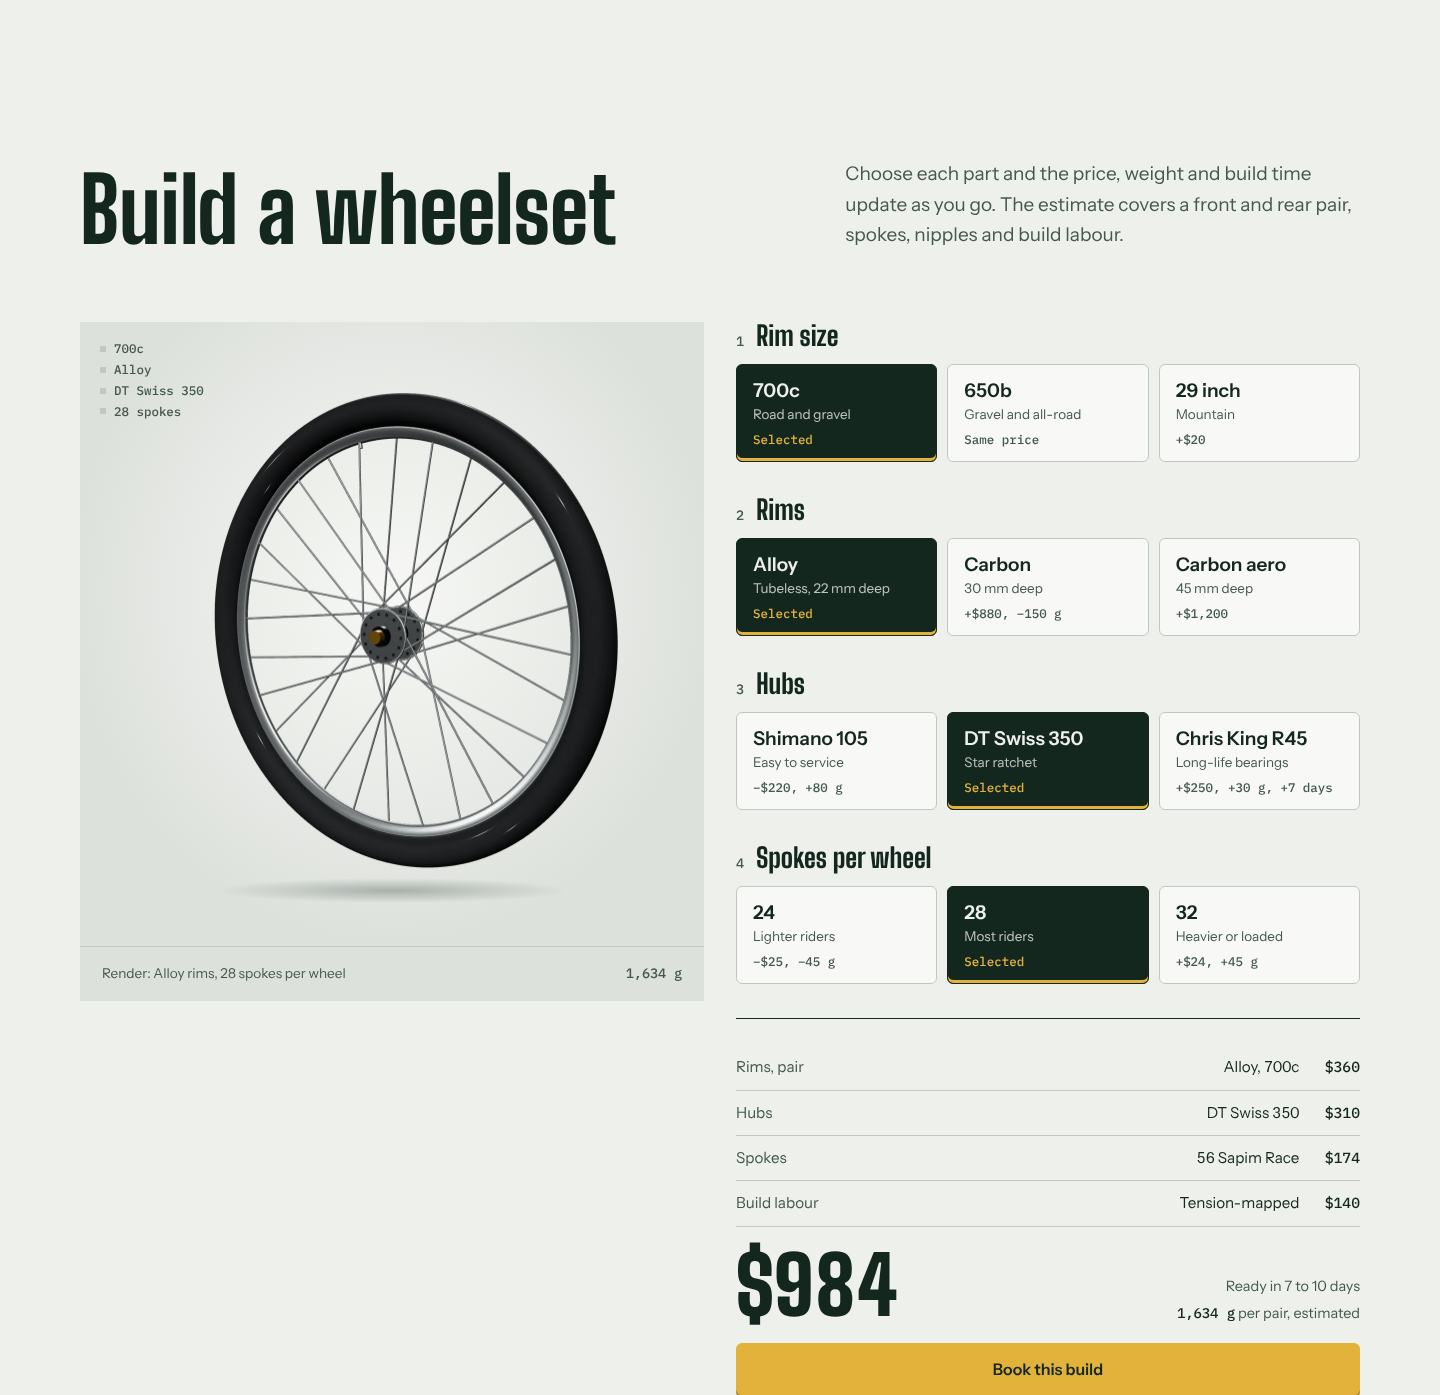 Build a wheelset
Choose each part and the price, weight and build time
update as you go. The estimate covers a front and rear pair,
spokes, nipples and build labour.
700c
Alloy
DT Swiss 350
28 spokes
Render: Alloy rims, 28 spokes per wheel
1,634 g
1 Rim size
700c
Road and gravel
Selected
650b
Gravel and all-road
Same price
29 inch
Mountain
+$20
2 Rims
Alloy
Tubeless, 22 mm deep
Selected
Carbon
30 mm deep
+$880, −150 g
Carbon aero
45 mm deep
+$1,200
3 Hubs
Shimano 105
Easy to service
−$220, +80 g
DT Swiss 350
Star ratchet
Selected
Chris King R45
Long-life bearings
+$250, +30 g, +7 days
4 Spokes per wheel
24
Lighter riders
−$25, −45 g
28
Most riders
Selected
32
Heavier or loaded
+$24, +45 g
Rims, pair Alloy, 700c $360
Hubs DT Swiss 350 $310
Spokes 56 Sapim Race $174
Build labour Tension-mapped $140
$984
Ready in 7 to 10 days
1,634 g per pair, estimated
Book this build